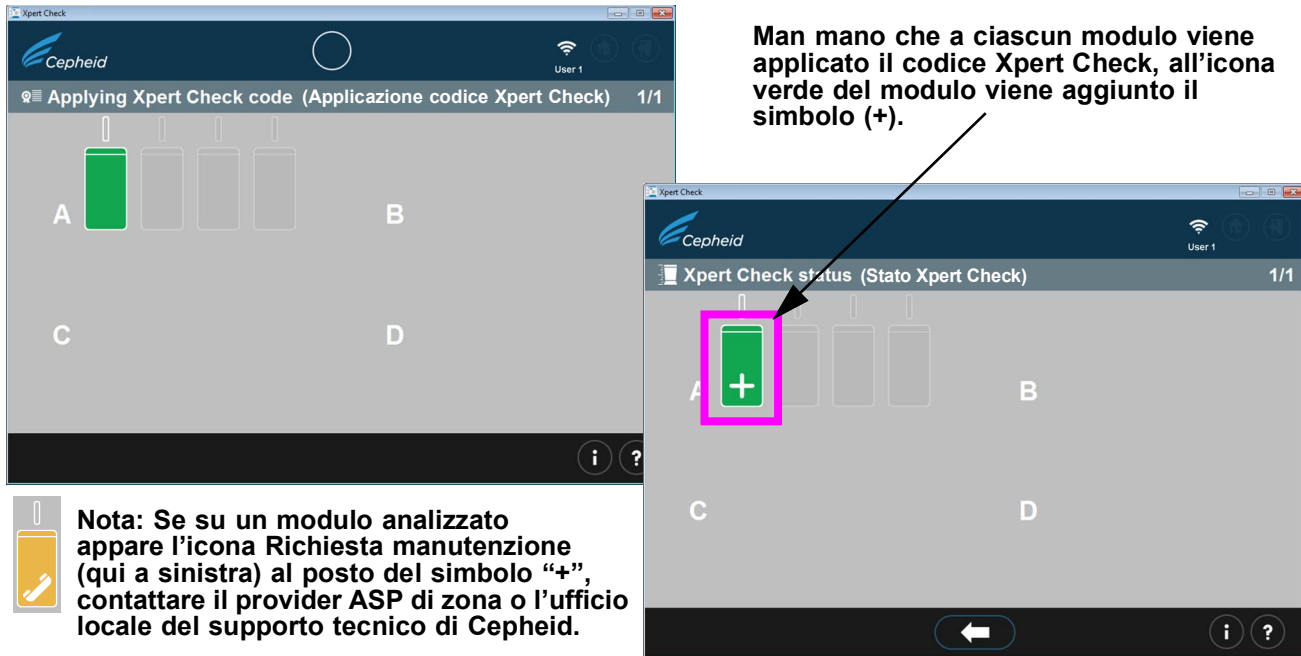 Xpert Check
Cepheid
User 1
Applying Xpert Check code (Applicazione codice Xpert Check) 1/1
A
B
C
D
i
?
Man mano che a ciascun modulo viene
applicato il codice Xpert Check, all’icona
verde del modulo viene aggiunto il
simbolo (+).
Xpert Check
Cepheid
User 1
Xpert Check status (Stato Xpert Check) 1/1
A
+
B
C
D
i
?
Nota: Se su un modulo analizzato
appare l’icona Richiesta manutenzione
(qui a sinistra) al posto del simbolo “+”,
contattare il provider ASP di zona o l’ufficio
locale del supporto tecnico di Cepheid.